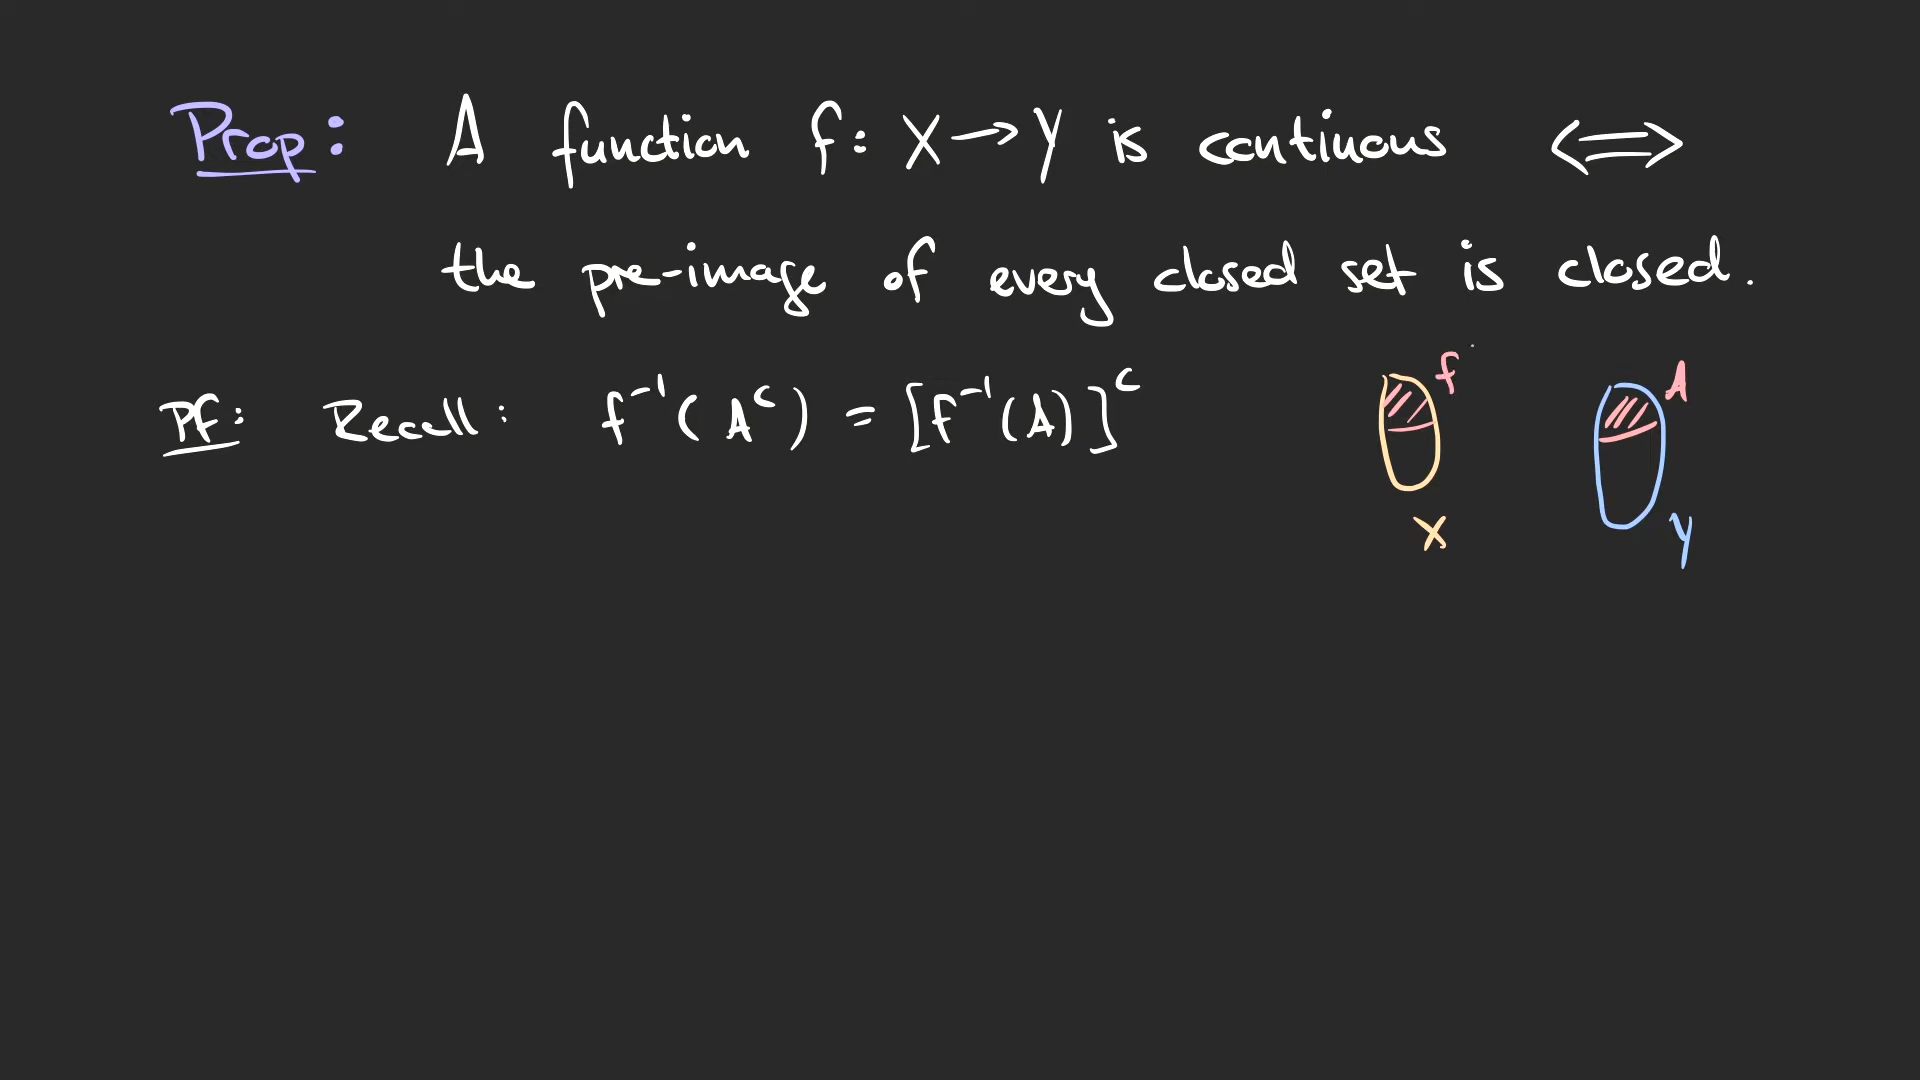 Prop: A function f: X→Y is continous ⟺
the pre-image of every closed set is closed.
PF: Recall: f⁻¹(Aᶜ) = [f⁻¹(A)]ᶜ
f
A
X
Y